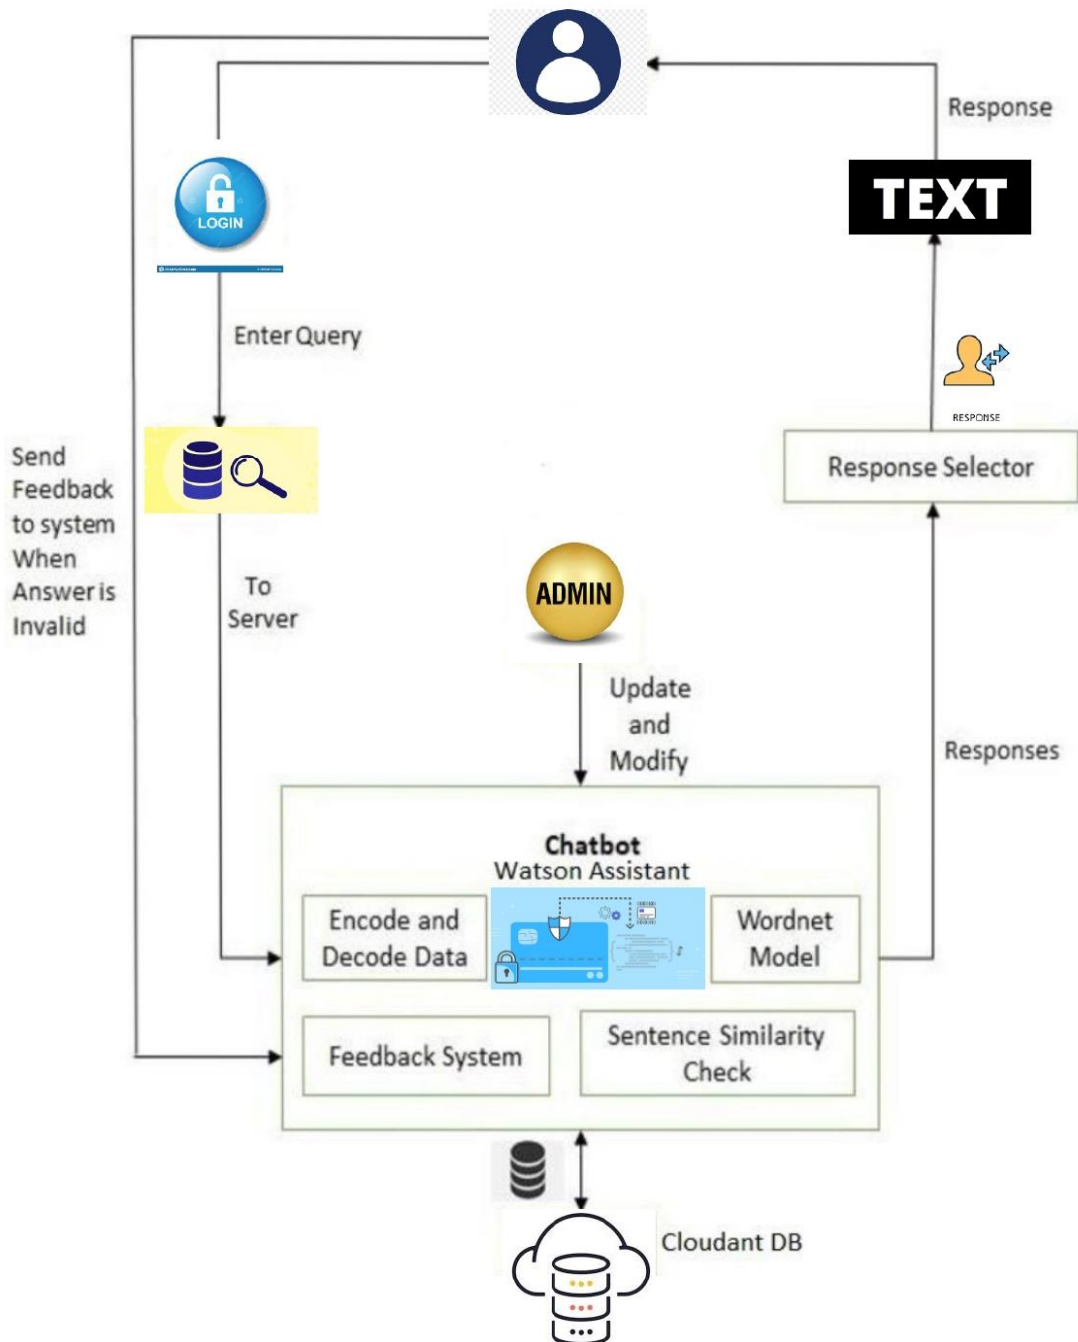 Response
TEXT
LOGIN
Enter Query
RESPONSE
Send
Feedback
to system
When
Answer is
Invalid
Response Selector
To
Server
ADMIN
Update
and
Modify
Responses
Chatbot
Watson Assistant
Encode and
Decode Data
Wordnet
Model
Feedback System
Sentence Similarity
Check
Cloudant DB